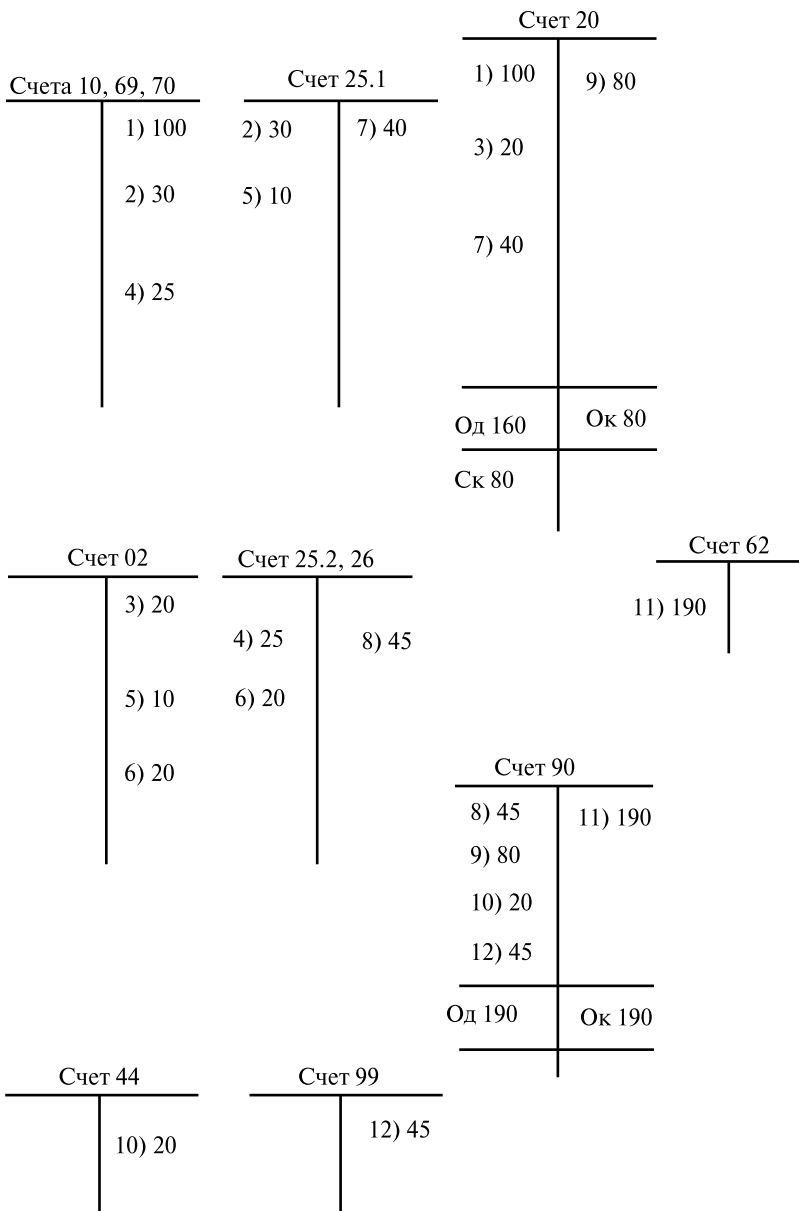 Счет 20
1) 100
9) 80
3) 20
7) 40
Од 160
Ок 80
Ск 80
Счета 10, 69, 70
1) 100
2) 30
4) 25
Счет 25.1
2) 30
7) 40
5) 10
Счет 02
3) 20
5) 10
6) 20
Счет 25.2, 26
4) 25
8) 45
6) 20
Счет 62
11) 190
Счет 90
8) 45
11) 190
9) 80
10) 20
12) 45
Од 190
Ок 190
Счет 44
10) 20
Счет 99
12) 45